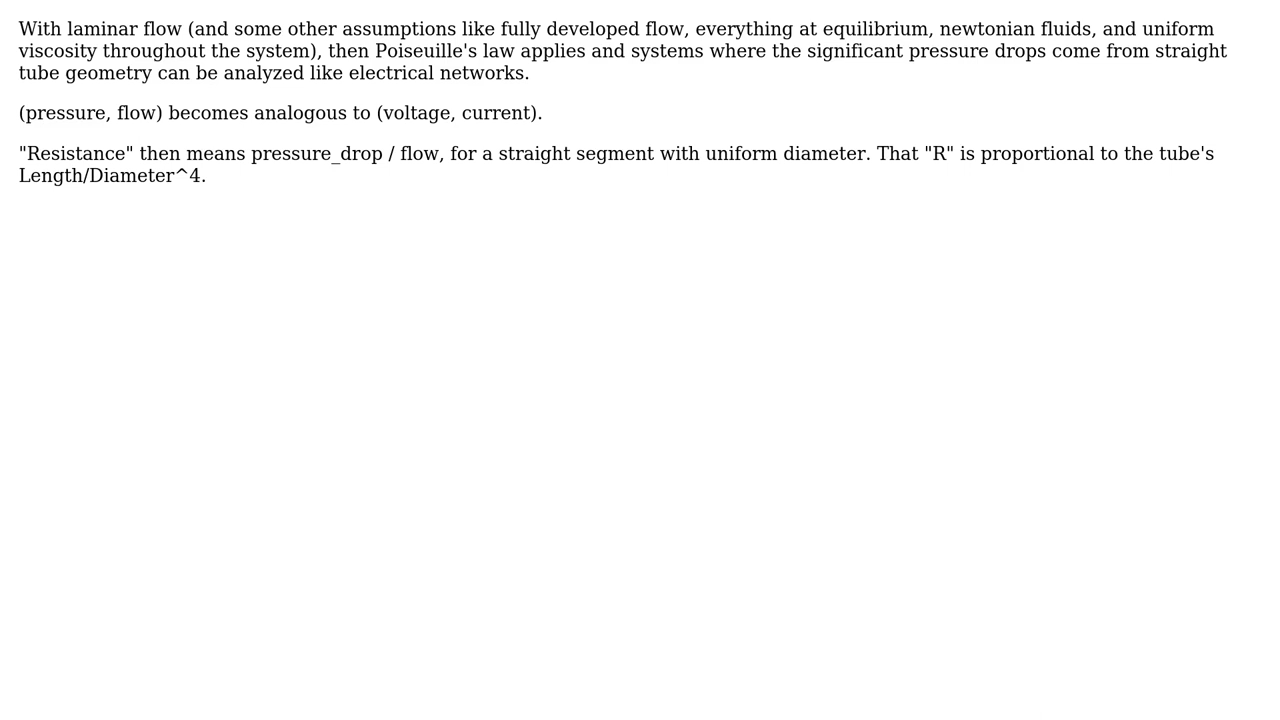 With laminar flow (and some other assumptions like fully developed flow, everything at equilibrium, newtonian fluids, and uniform
viscosity throughout the system), then Poiseuille's law applies and systems where the significant pressure drops come from straight
tube geometry can be analyzed like electrical networks.
(pressure, flow) becomes analogous to (voltage, current).
"Resistance" then means pressure_drop / flow, for a straight segment with uniform diameter. That "R" is proportional to the tube's
Length/Diameter^4.